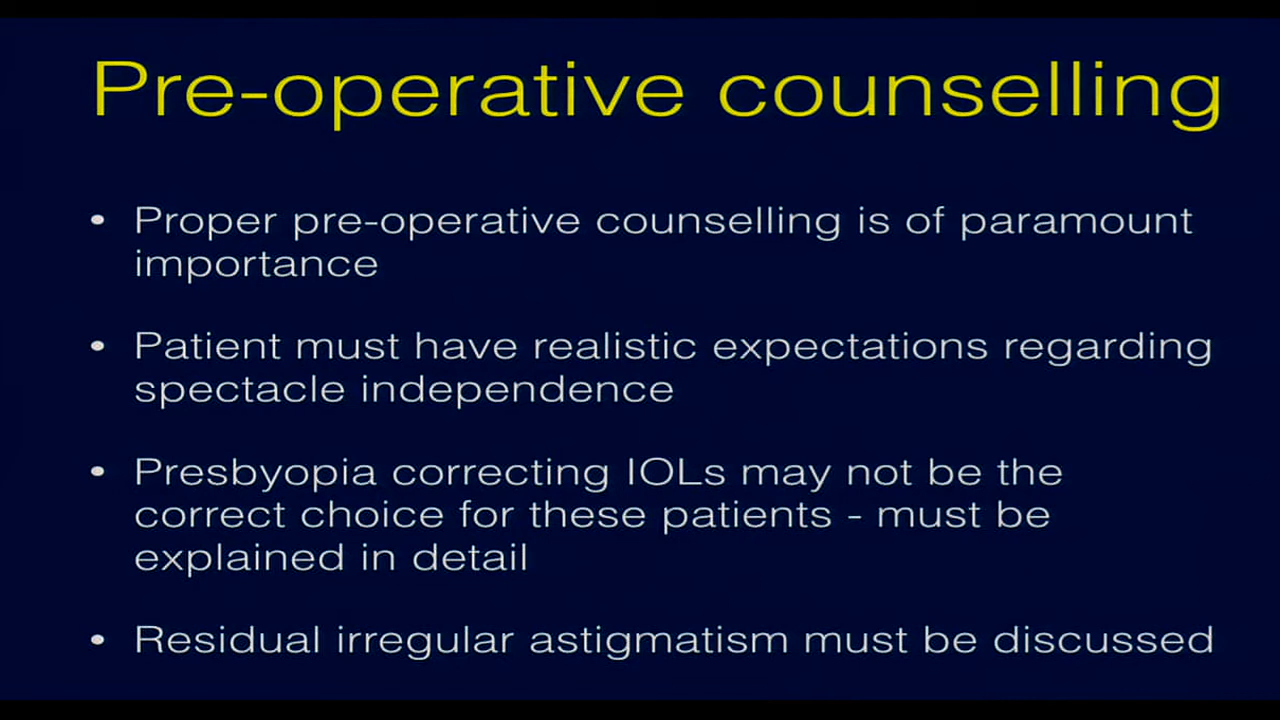 Pre-operative counselling
• Proper pre-operative counselling is of paramount
importance
• Patient must have realistic expectations regarding
spectacle independence
• Presbyopia correcting IOLs may not be the
correct choice for these patients - must be
explained in detail
• Residual irregular astigmatism must be discussed